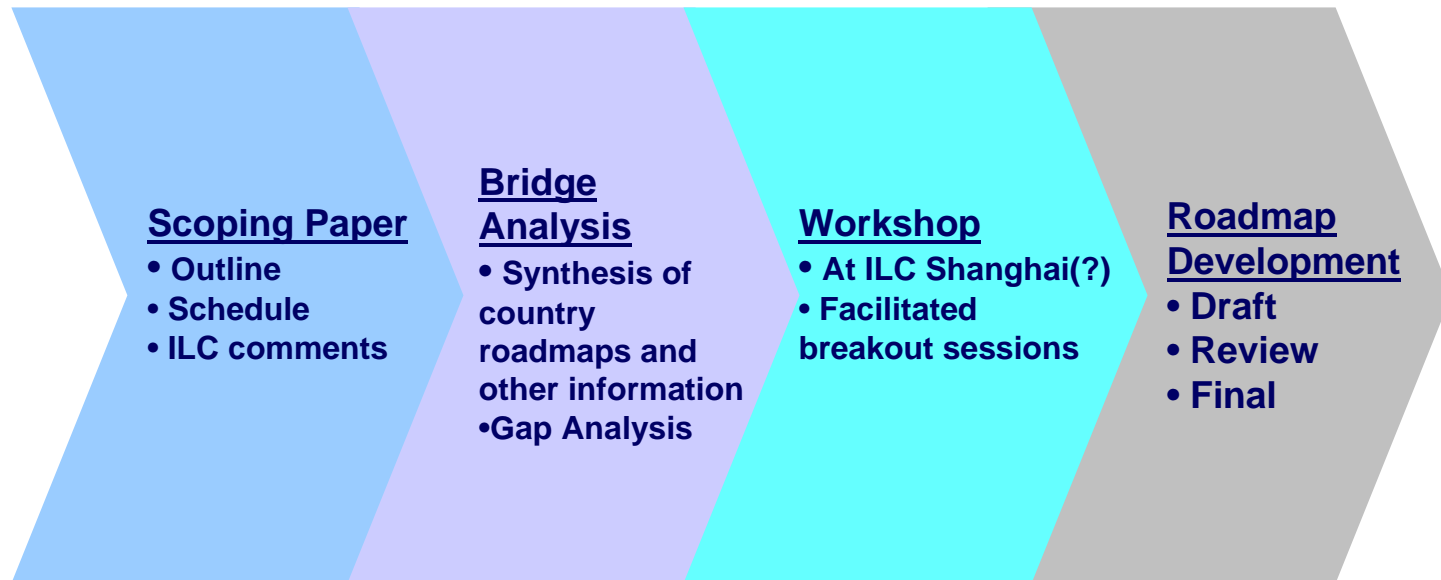 Scoping Paper
• Outline
• Schedule
• ILC comments
Bridge
Analysis
• Synthesis of
country
roadmaps and
other information
•Gap Analysis
Workshop
• At ILC Shanghai(?)
• Facilitated
breakout sessions
Roadmap
Development
• Draft
• Review
• Final